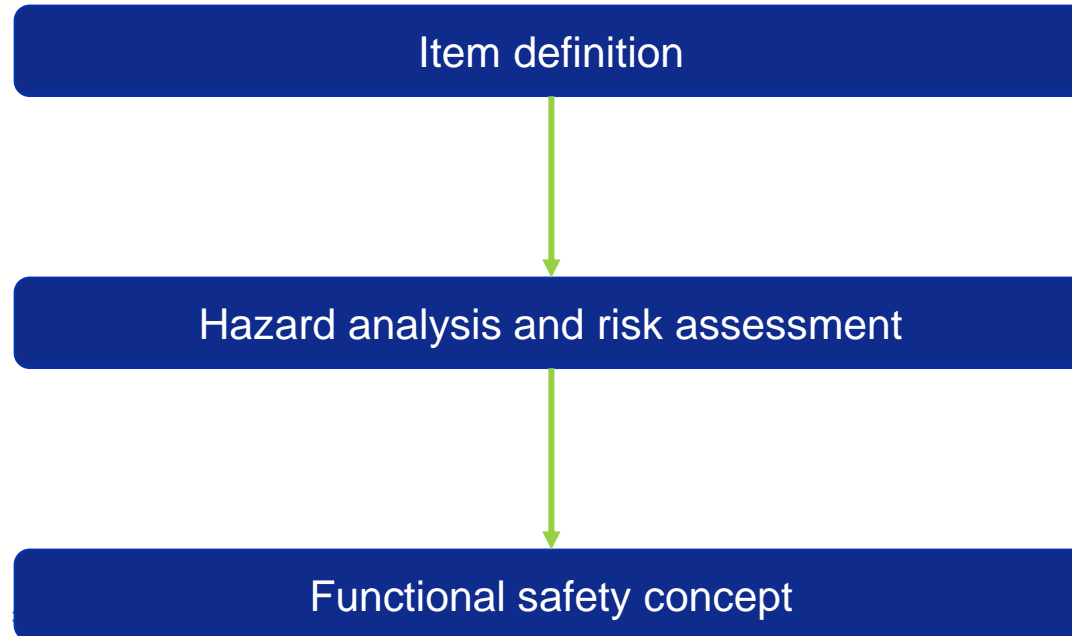 Item definition
Hazard analysis and risk assessment
Functional safety concept